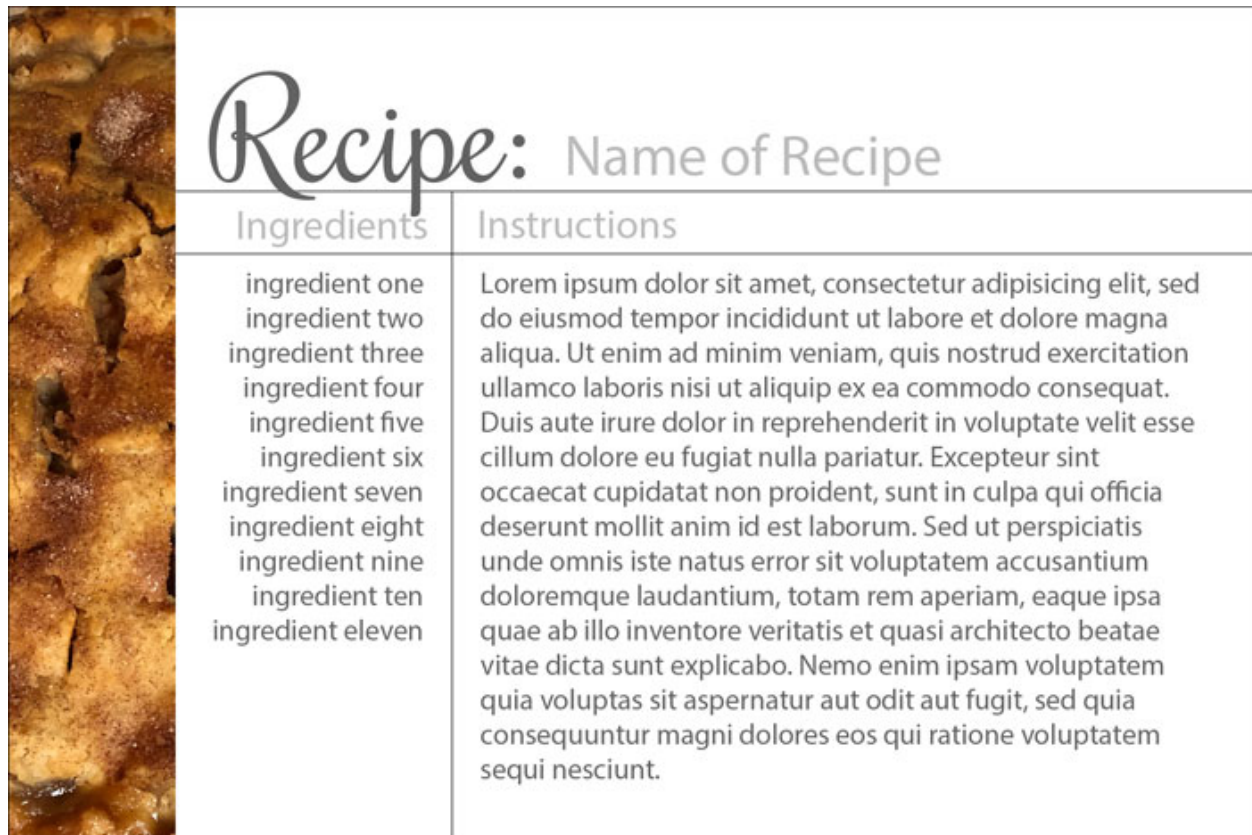 Recipe: Name of Recipe
Ingredients
ingredient one
ingredient two
ingredient three
ingredient four
ingredient five
ingredient six
ingredient seven
ingredient eight
ingredient nine
ingredient ten
ingredient eleven
Instructions
Lorem ipsum dolor sit amet, consectetur adipisicing elit, sed
do eiusmod tempor incididunt ut labore et dolore magna
aliqua. Ut enim ad minim veniam, quis nostrud exercitation
ullamco laboris nisi ut aliquip ex ea commodo consequat.
Duis aute irure dolor in reprehenderit in voluptate velit esse
cillum dolore eu fugiat nulla pariatur. Excepteur sint
occaecat cupidatat non proident, sunt in culpa qui officia
deserunt mollit anim id est laborum. Sed ut perspiciatis
unde omnis iste natus error sit voluptatem accusantium
doloremque laudantium, totam rem aperiam, eaque ipsa
quae ab illo inventore veritatis et quasi architecto beatae
vitae dicta sunt explicabo. Nemo enim ipsam voluptatem
quia voluptas sit aspernatur aut odit aut fugit, sed quia
consequuntur magni dolores eos qui ratione voluptatem
sequi nesciunt.